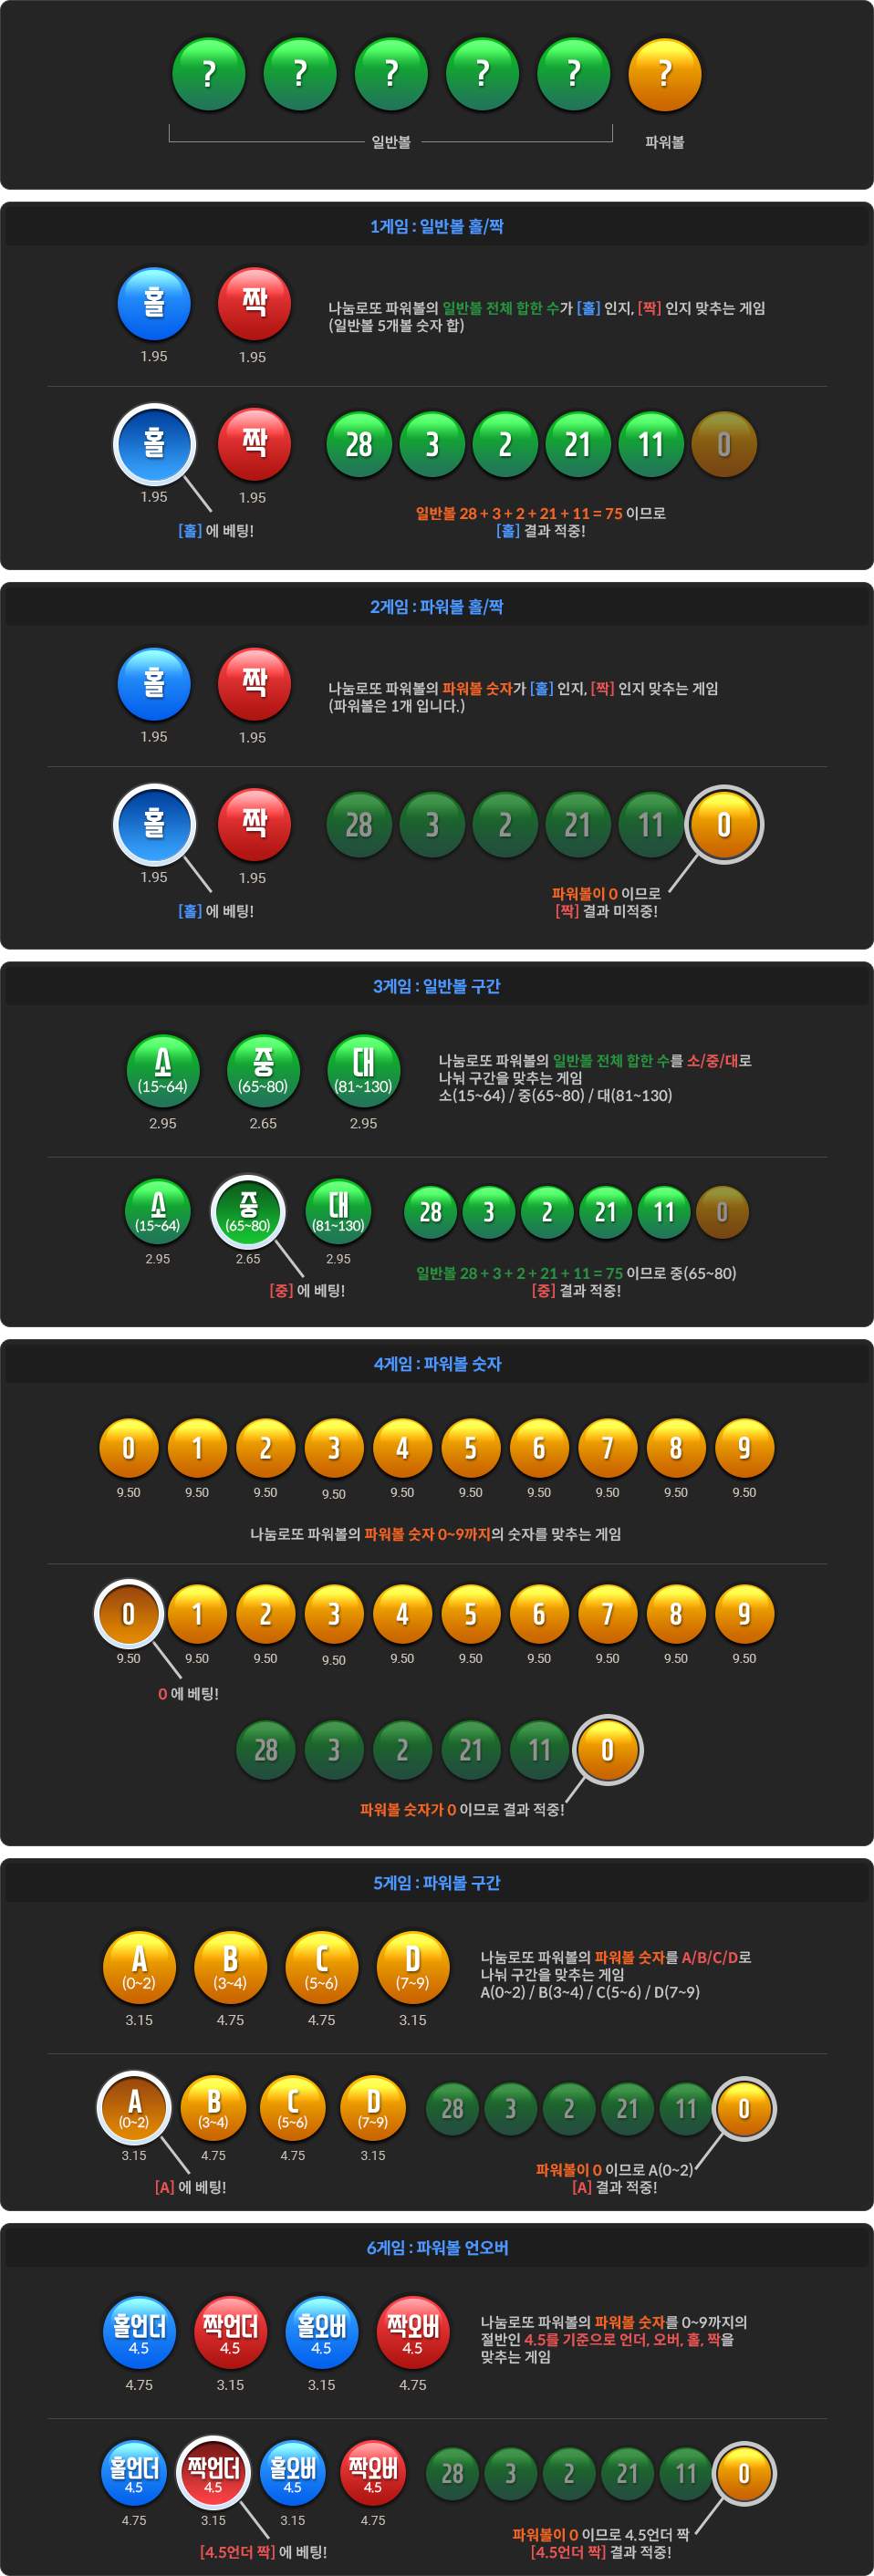 ? ? ? ? ? ?
일반볼 파워볼
1게임 : 일반볼 홀/짝
홀 짝
1.95 1.95
나눔로또 파워볼의 일반볼 전체 합한 수가 [홀] 인지, [짝] 인지 맞추는 게임
(일반볼 5개볼 숫자 합)
홀 짝 28 3 2 21 11 0
1.95 1.95
[홀] 에 베팅!
일반볼 28 + 3 + 2 + 21 + 11 = 75 이므로
[홀] 결과 적중!
2게임 : 파워볼 홀/짝
홀 짝
1.95 1.95
나눔로또 파워볼의 파워볼 숫자가 [홀] 인지, [짝] 인지 맞추는 게임
(파워볼은 1개 입니다.)
홀 짝 28 3 2 21 11 0
1.95 1.95
[홀] 에 베팅!
파워볼이 0 이므로
[짝] 결과 미적중!
3게임 : 일반볼 구간
소 중 대
(15~64) (65~80) (81~130)
2.95 2.65 2.95
나눔로또 파워볼의 일반볼 전체 합한 수를 소/중/대로
나눠 구간을 맞추는 게임
소(15~64) / 중(65~80) / 대(81~130)
소 중 대
(15~64) (65~80) (81~130)
2.95 2.65 2.95
28 3 2 21 11 0
[중] 에 베팅!
일반볼 28 + 3 + 2 + 21 + 11 = 75 이므로 중(65~80)
[중] 결과 적중!
4게임 : 파워볼 숫자
0 1 2 3 4 5 6 7 8 9
9.50 9.50 9.50 9.50 9.50 9.50 9.50 9.50 9.50 9.50
나눔로또 파워볼의 파워볼 숫자 0~9까지의 숫자를 맞추는 게임
0 1 2 3 4 5 6 7 8 9
9.50 9.50 9.50 9.50 9.50 9.50 9.50 9.50 9.50 9.50
0 에 베팅!
28 3 2 21 11 0
파워볼 숫자가 0 이므로 결과 적중!
5게임 : 파워볼 구간
A B C D
(0~2) (3~4) (5~6) (7~9)
3.15 4.75 4.75 3.15
나눔로또 파워볼의 파워볼 숫자를 A/B/C/D로
나눠 구간을 맞추는 게임
A(0~2) / B(3~4) / C(5~6) / D(7~9)
A B C D
(0~2) (3~4) (5~6) (7~9)
3.15 4.75 4.75 3.15
28 3 2 21 11 0
[A] 에 베팅!
파워볼이 0 이므로 A(0~2)
[A] 결과 적중!
6게임 : 파워볼 언오버
홀언더 짝언더 홀오버 짝오버
4.5 4.5 4.5 4.5
4.75 3.15 3.15 4.75
나눔로또 파워볼의 파워볼 숫자를 0~9까지의
절반인 4.5를 기준으로 언더, 오버, 홀, 짝을
맞추는 게임
홀언더 짝언더 홀오버 짝오버
4.5 4.5 4.5 4.5
4.75 3.15 3.15 4.75
28 3 2 21 11 0
[4.5언더 짝] 에 베팅!
파워볼이 0 이므로 4.5언더 짝
[4.5언더 짝] 결과 적중!